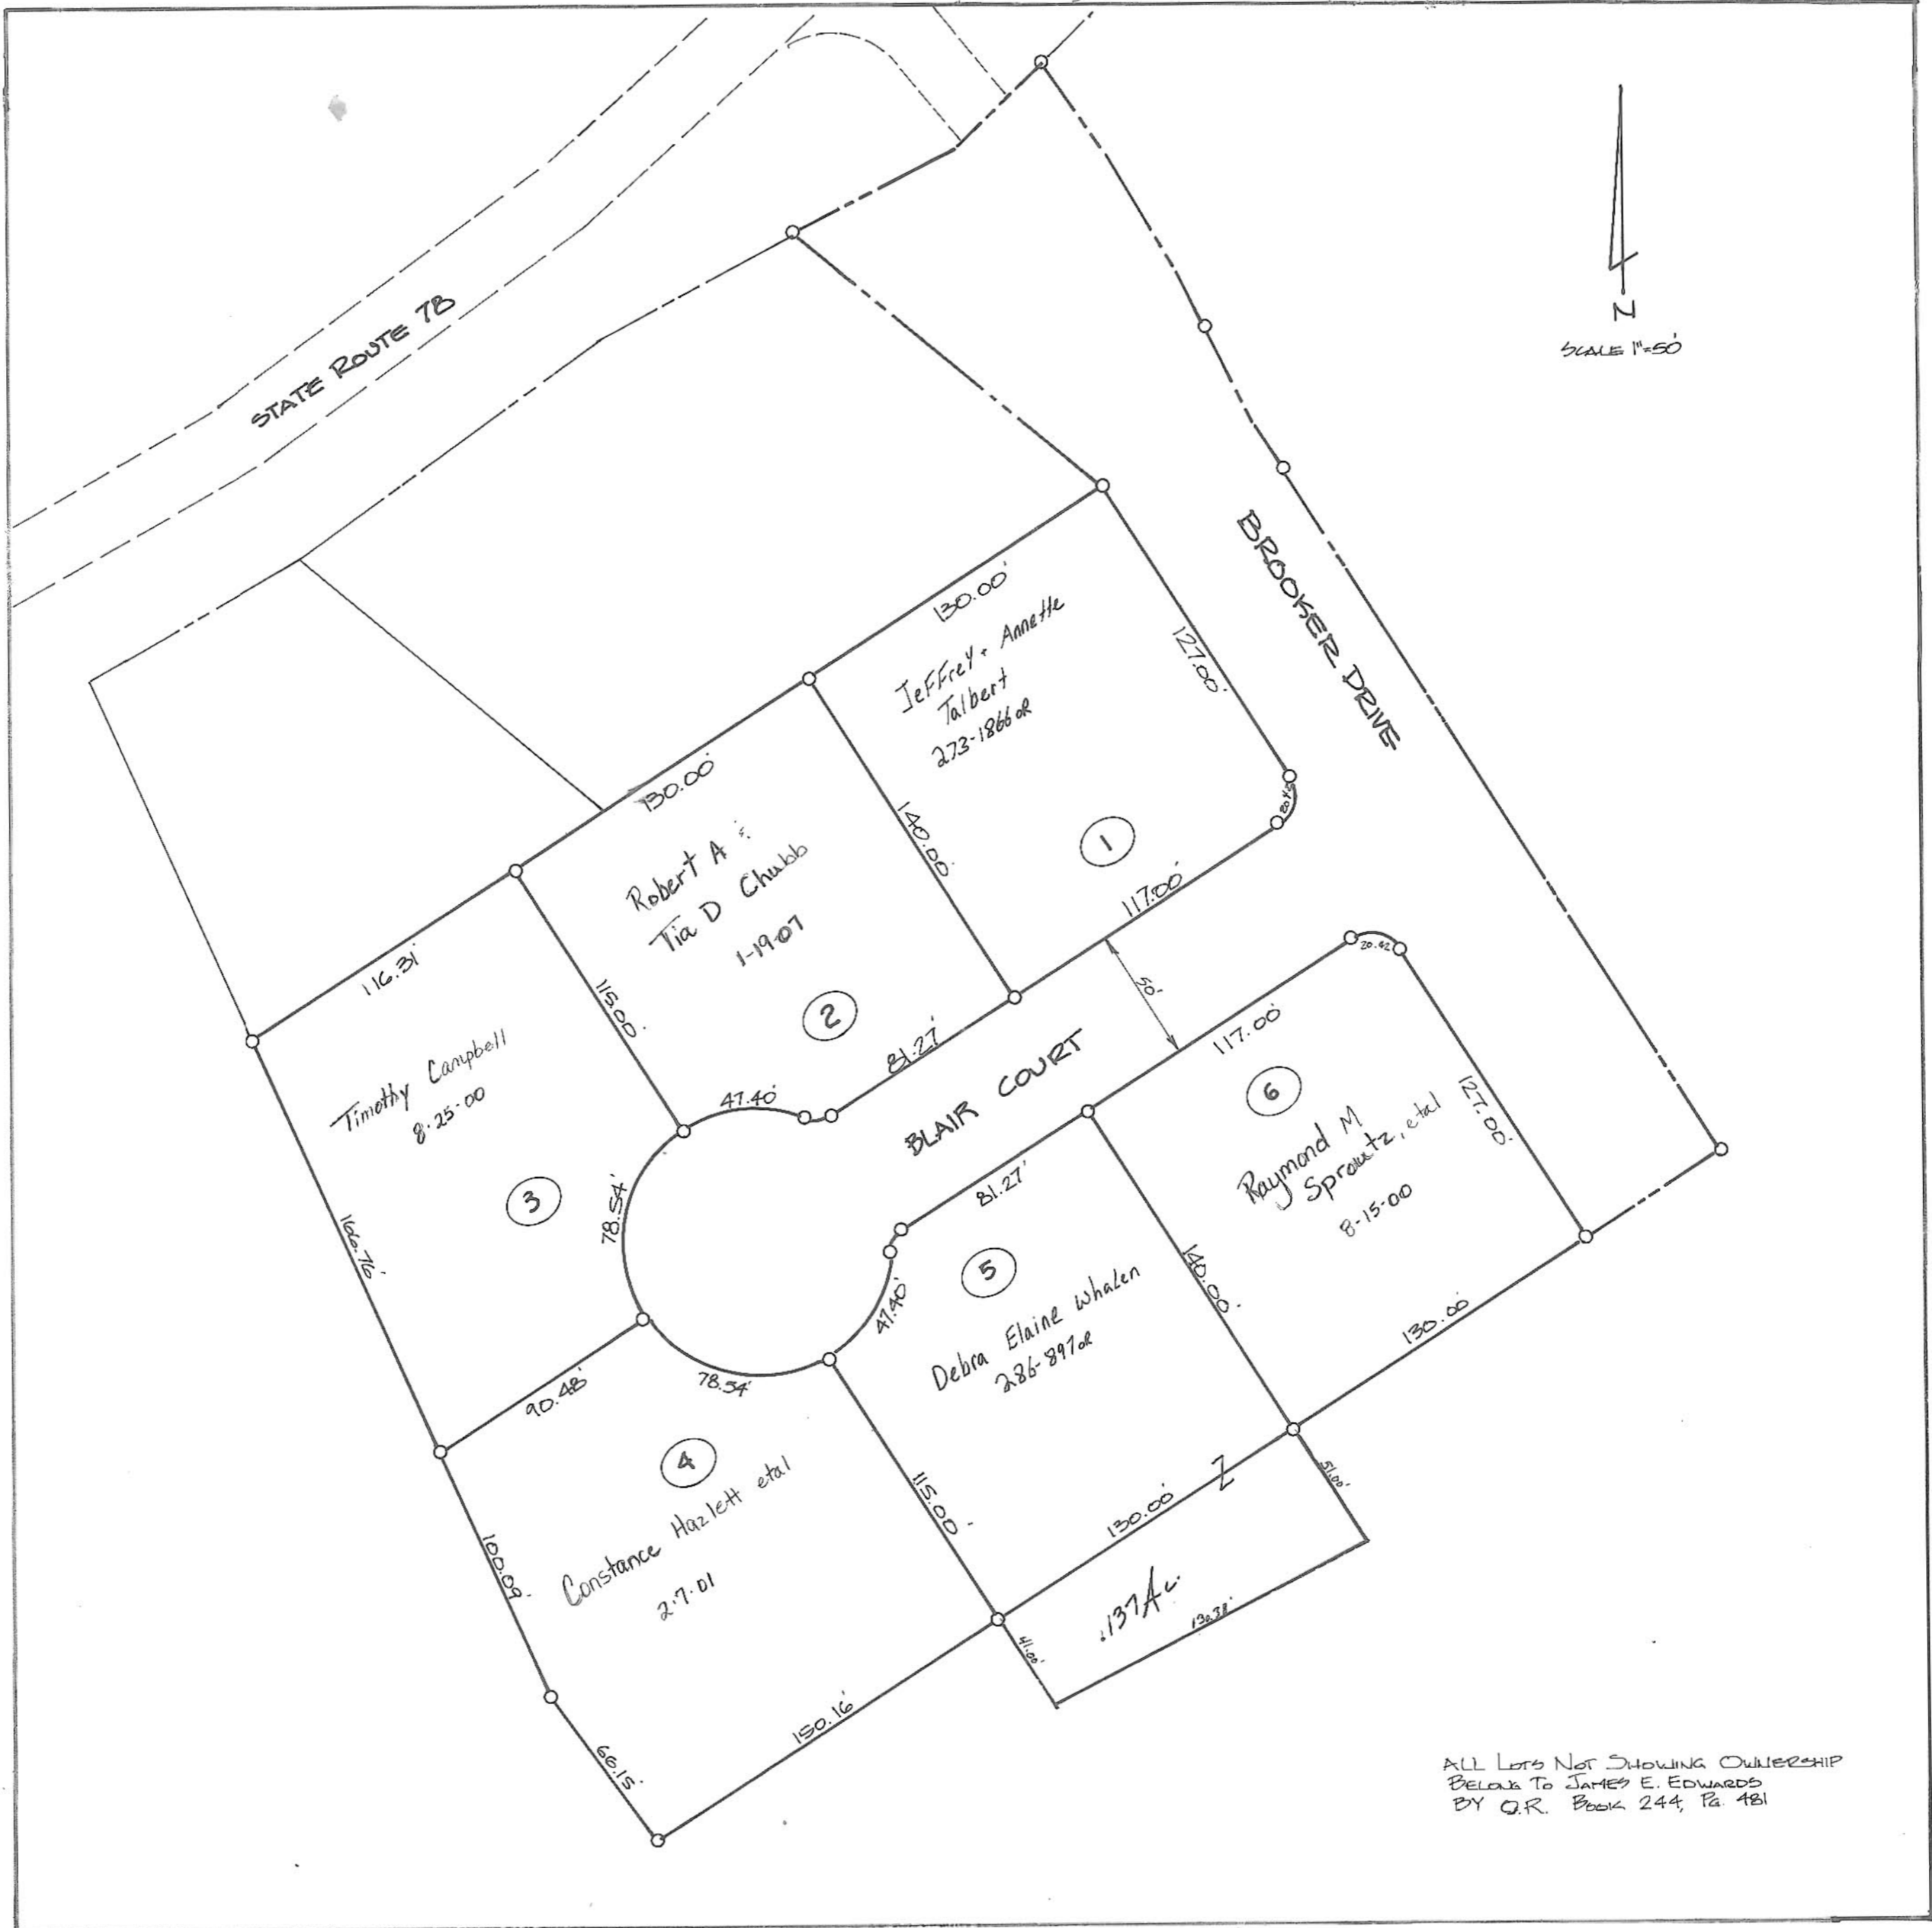 N
SCALE 1"=50'
STATE ROUTE 78
BROOKER DRIVE
130.00'
JeFFrey + Annette
Talbert
273-1866 OR
127.00'
20.42
1
117.00'
140.00'
130.00'
Robert A &
Tia D Chubb
1-19-07
2
81.27'
47.40'
115.00'
116.31'
Timothy Campbell
8-25-00
3
78.54'
166.76'
90.48'
50'
BLAIR COURT
20.42
117.00'
6
Raymond M
Sproutz, etal
8-15-00
127.00'
130.00'
140.00'
81.27'
5
Debra Elaine Whalen
286-897 OR
47.40'
78.54'
4
Constance Hazlett etal
2-7-01
115.00'
130.00'
Z
51.00'
.137 Ac.
130.38'
41.00'
100.09'
66.15'
150.16'
ALL LOTS NOT SHOWING OWNERSHIP
BELONG TO JAMES E. EDWARDS
BY O.R. BOOK 244, PG. 481